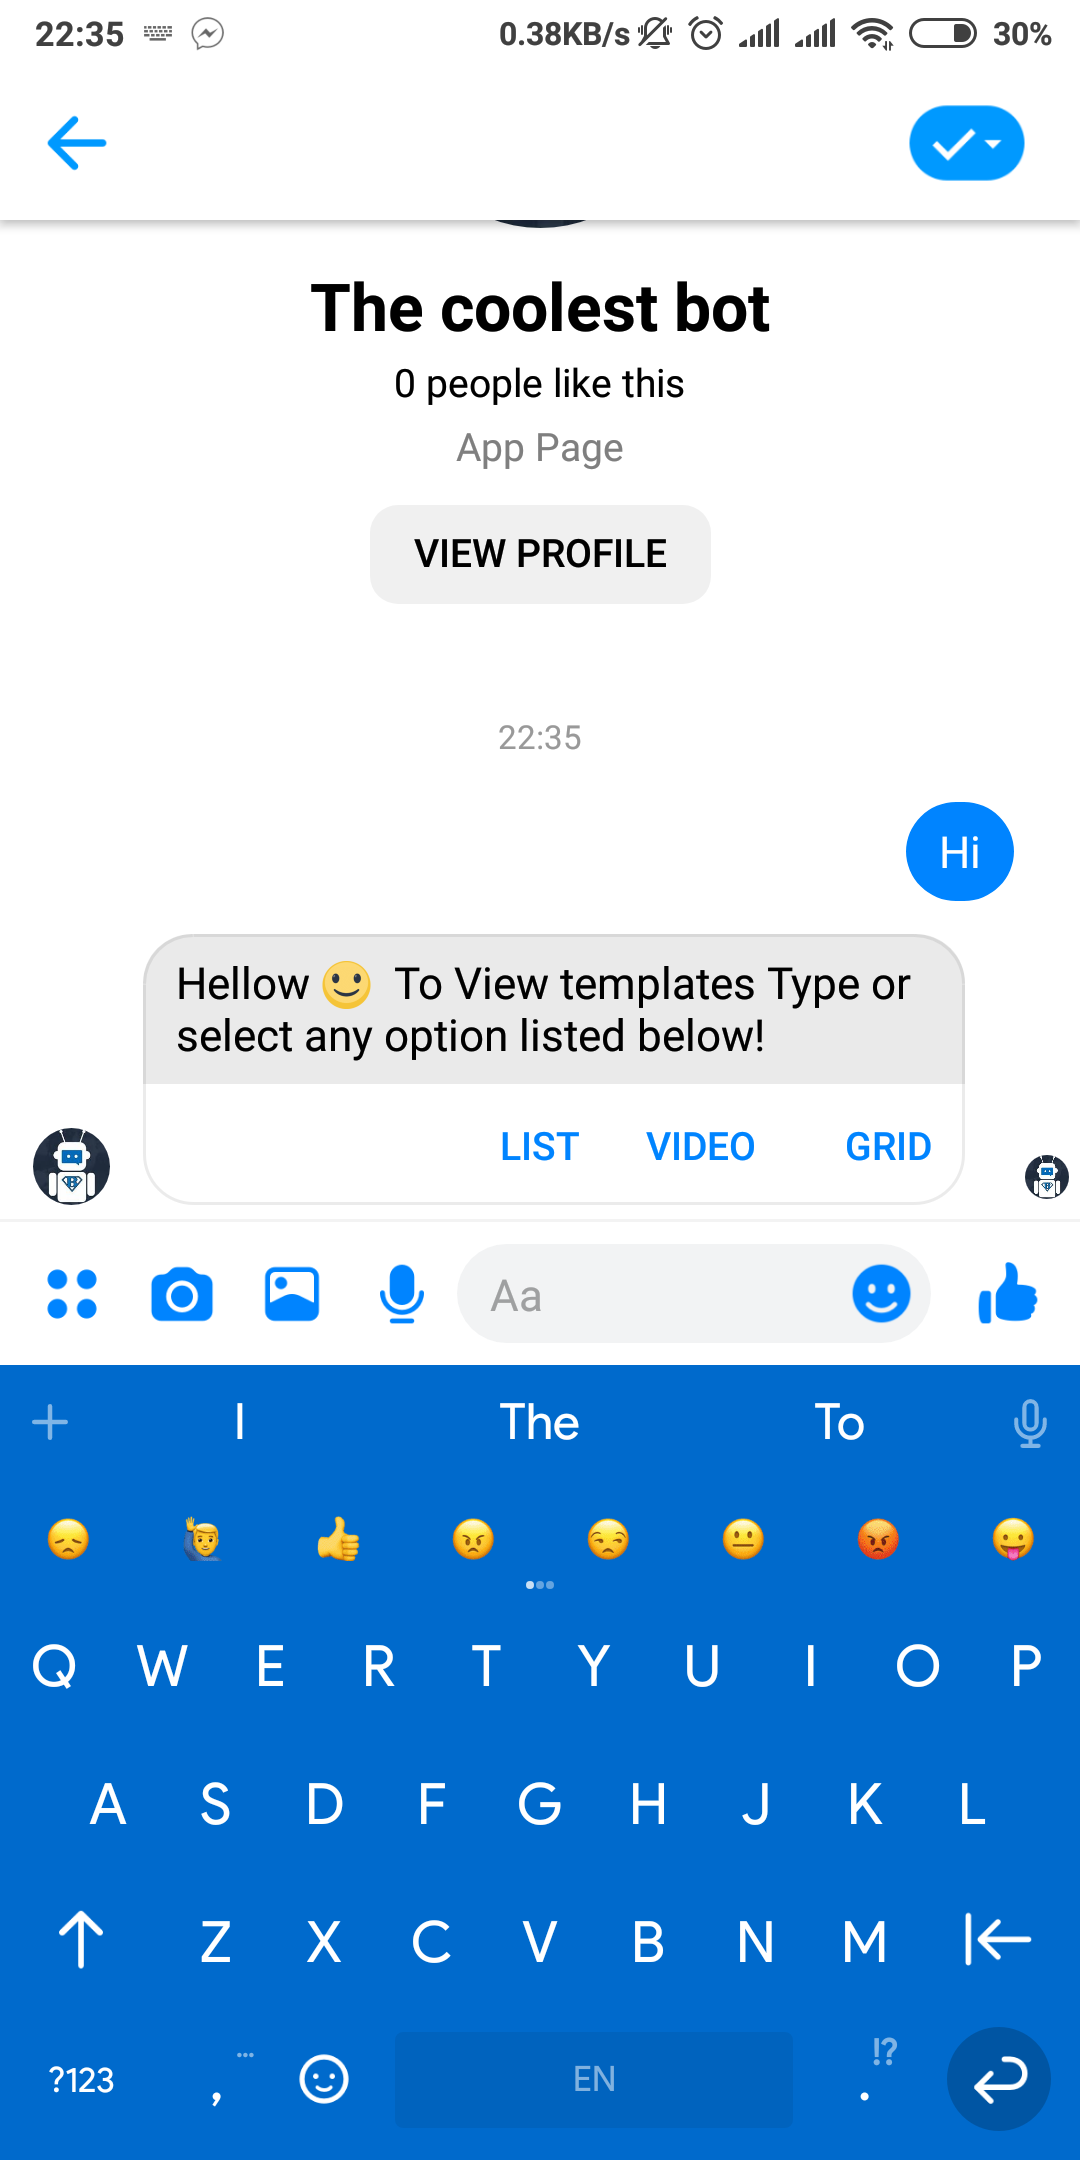 22:35 0.38KB/s 30%
The coolest bot
0 people like this
App Page
VIEW PROFILE
22:35
Hi
Hellow 🙂 To View templates Type or
select any option listed below!
LIST VIDEO GRID
Aa
I The To
Q W E R T Y U I O P
A S D F G H J K L
Z X C V B N M
?123 , EN . !?